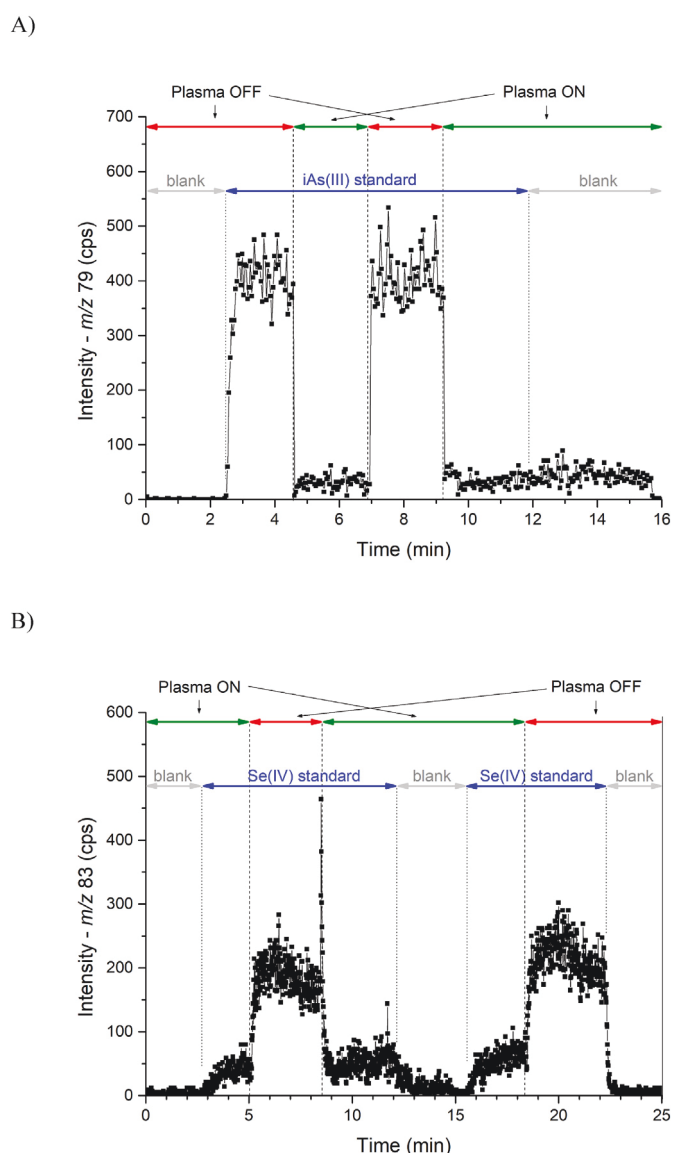 A)
Plasma OFF Plasma ON
700
blank iAs(III) standard blank
600
500
400
300
200
100
0
Intensity - m/z 79 (cps)
0 2 4 6 8 10 12 14 16
Time (min)
B)
Plasma ON Plasma OFF
600
blank Se(IV) standard blank Se(IV) standard blank
500
400
300
200
100
0
Intensity - m/z 83 (cps)
0 5 10 15 20 25
Time (min)